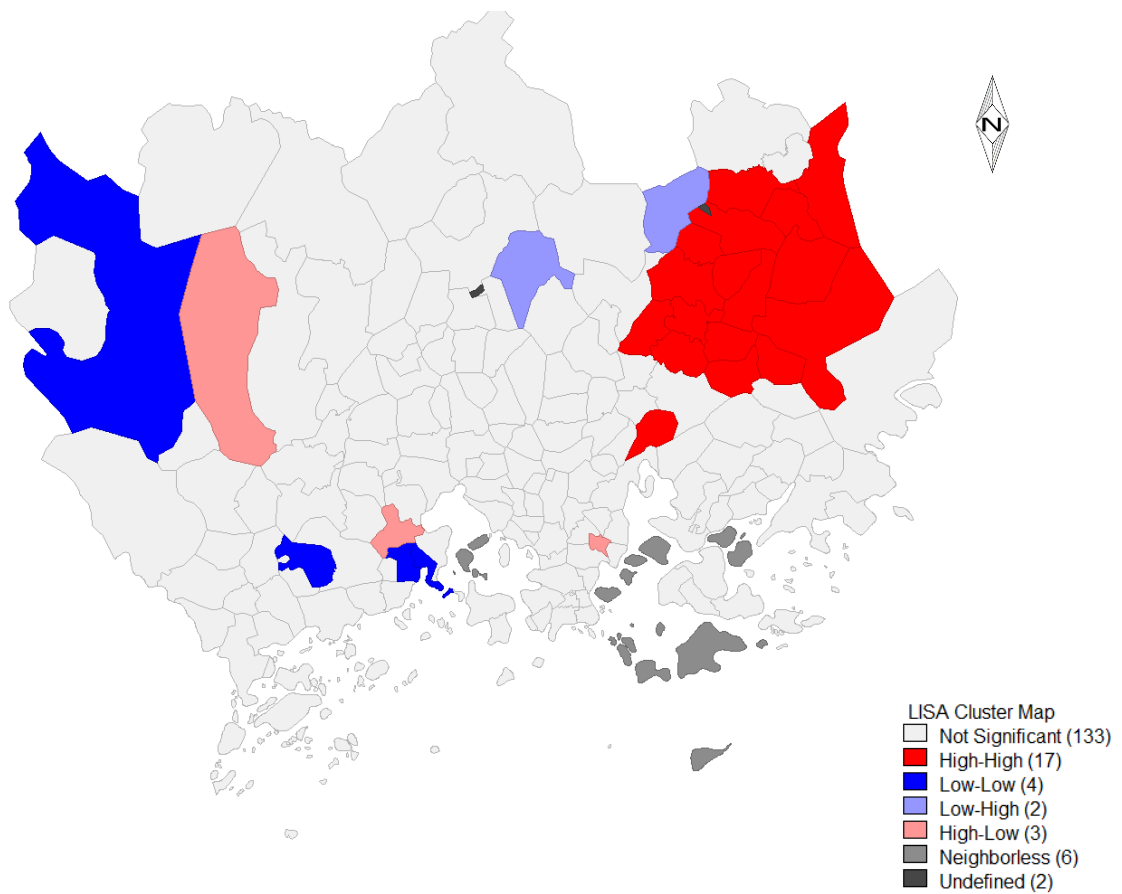 N
LISA Cluster Map
Not Significant (133)
High-High (17)
Low-Low (4)
Low-High (2)
High-Low (3)
Neighborless (6)
Undefined (2)